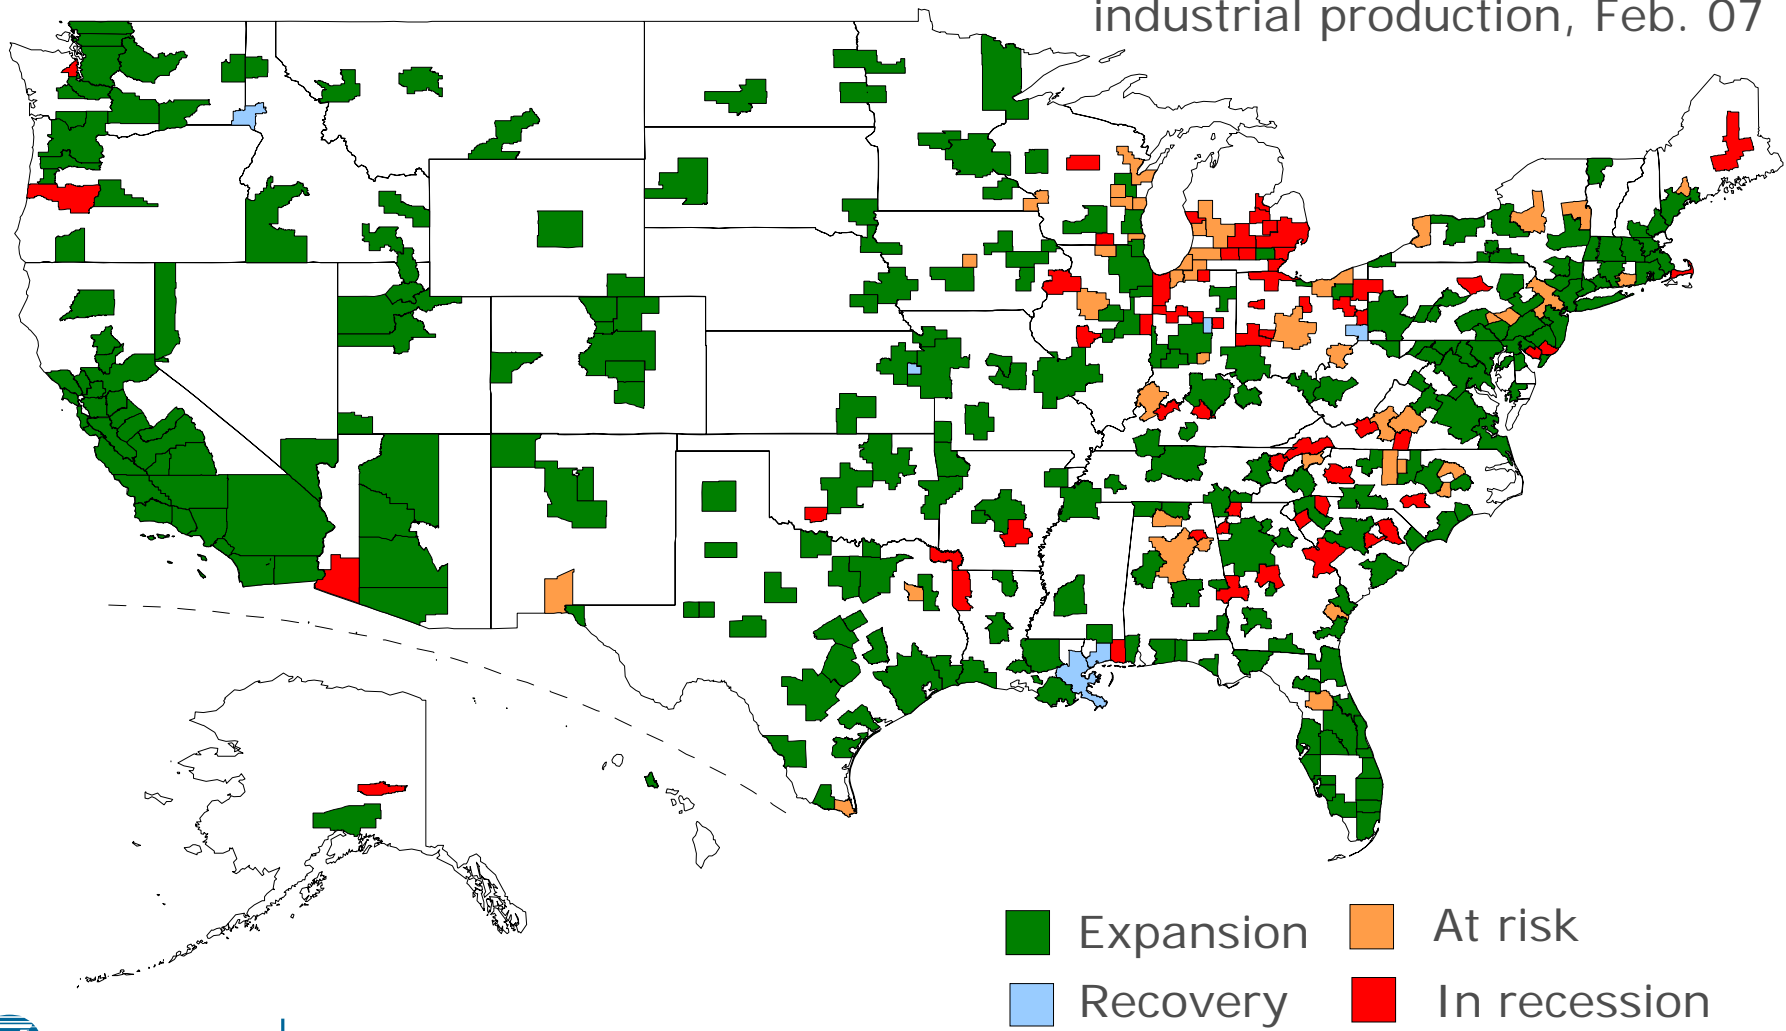 industrial production, Feb. 07
Expansion
At risk
Recovery
In recession